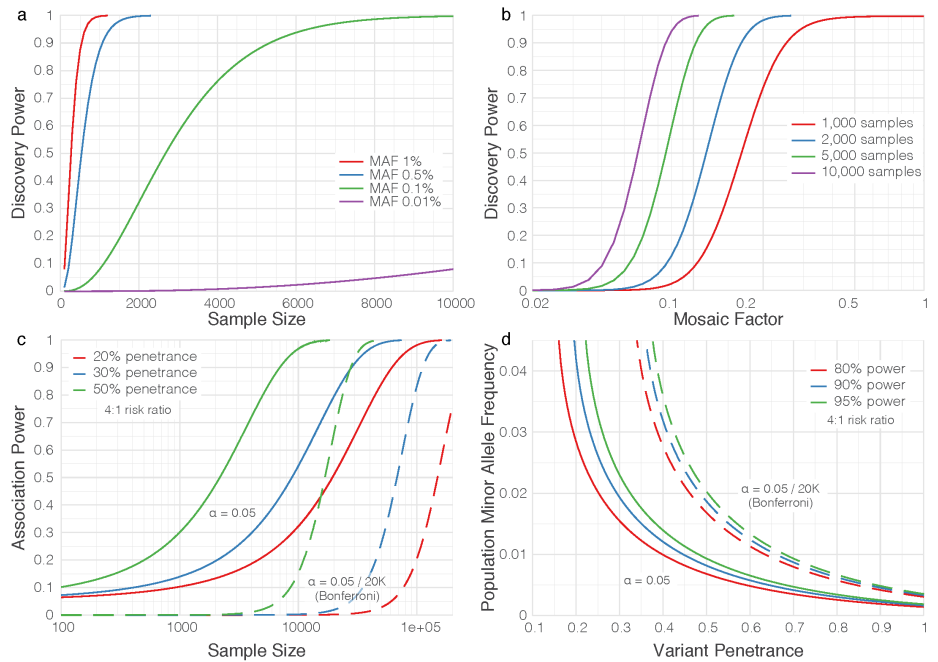 a
Discovery Power
1
0.9
0.8
0.7
0.6
0.5
0.4
0.3
0.2
0.1
0
MAF 1%
MAF 0.5%
MAF 0.1%
MAF 0.01%
0 2000 4000 6000 8000 10000
Sample Size
b
Discovery Power
1
0.9
0.8
0.7
0.6
0.5
0.4
0.3
0.2
0.1
0
1,000 samples
2,000 samples
5,000 samples
10,000 samples
0.02 0.1 0.2 0.5 1
Mosaic Factor
c
Association Power
1
0.9
0.8
0.7
0.6
0.5
0.4
0.3
0.2
0.1
0
20% penetrance
30% penetrance
50% penetrance
4:1 risk ratio
α = 0.05
α = 0.05 / 20K
(Bonferroni)
100 1000 10000 1e+05
Sample Size
d
Population Minor Allele Frequency
0.04
0.03
0.02
0.01
0
80% power
90% power
95% power
4:1 risk ratio
α = 0.05 / 20K
(Bonferroni)
α = 0.05
0.1 0.2 0.3 0.4 0.5 0.6 0.7 0.8 0.9 1
Variant Penetrance